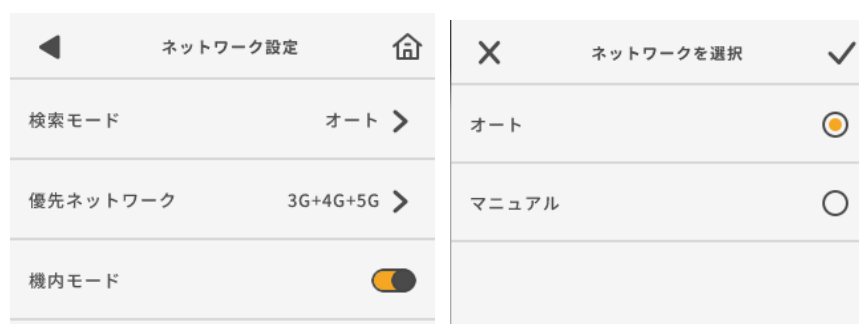 ネットワーク設定
検索モード オート
優先ネットワーク 3G+4G+5G
機内モード
ネットワークを選択
オート
マニュアル